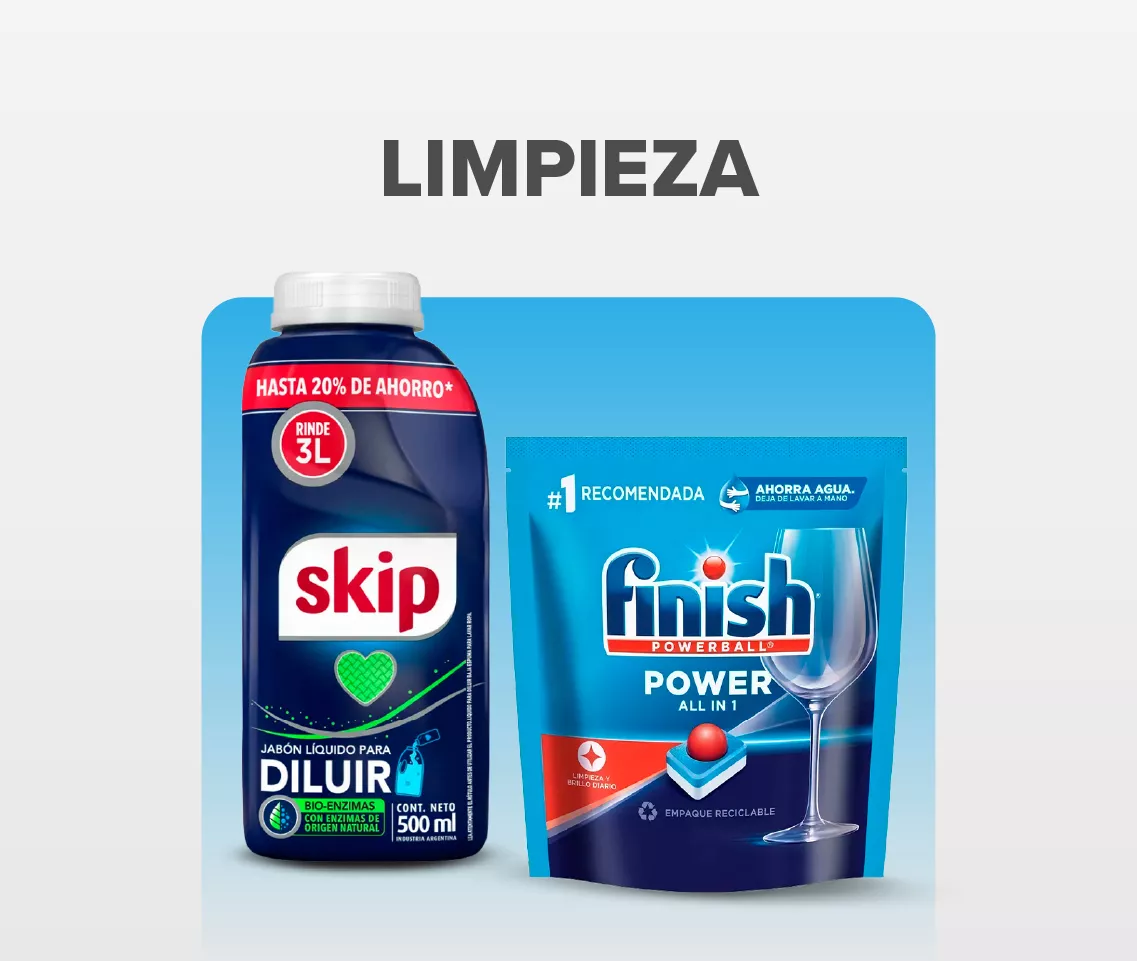 LIMPIEZA
HASTA 20% DE AHORRO*
RINDE
3L
skip
JABÓN LÍQUIDO PARA
DILUIR
BIO-ENZIMAS
CON ENZIMAS DE
ORIGEN NATURAL
CONT. NETO
500 ml
INDUSTRIA ARGENTINA
#1 RECOMENDADA
AHORRA AGUA.
DEJA DE LAVAR A MANO
finish
POWERBALL®
POWER
ALL IN 1
LIMPIEZA Y
BRILLO DIARIO
EMPAQUE RECICLABLE